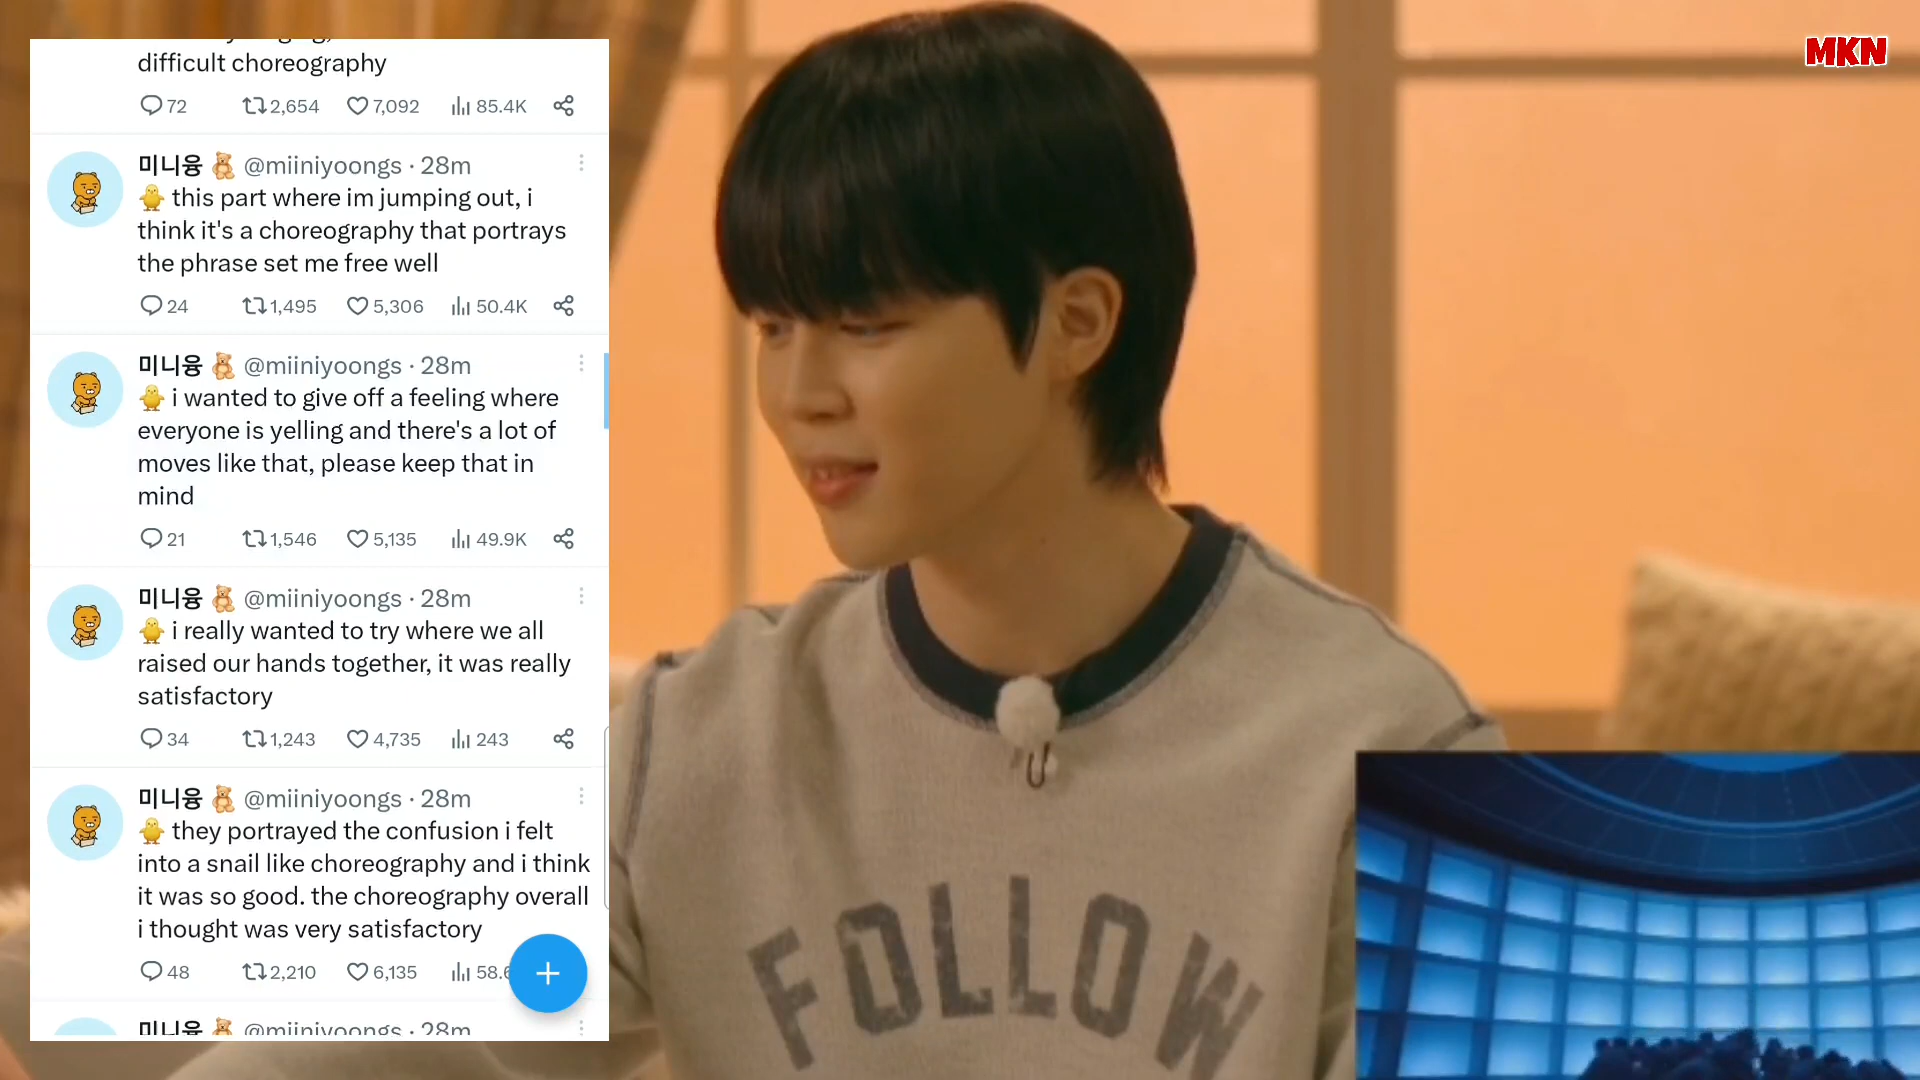 difficult choreography
72 2,654 7,092 85.4K
미니융 🧸 @miiniyoongs · 28m
🐥 this part where im jumping out, i
think it's a choreography that portrays
the phrase set me free well
24 1,495 5,306 50.4K
미니융 🧸 @miiniyoongs · 28m
🐥 i wanted to give off a feeling where
everyone is yelling and there's a lot of
moves like that, please keep that in
mind
21 1,546 5,135 49.9K
미니융 🧸 @miiniyoongs · 28m
🐥 i really wanted to try where we all
raised our hands together, it was really
satisfactory
34 1,243 4,735 243
미니융 🧸 @miiniyoongs · 28m
🐥 they portrayed the confusion i felt
into a snail like choreography and i think
it was so good. the choreography overall
i thought was very satisfactory
48 2,210 6,135
미니융 🧸 @miiniyoongs · 28m
MKN
FOLLOW